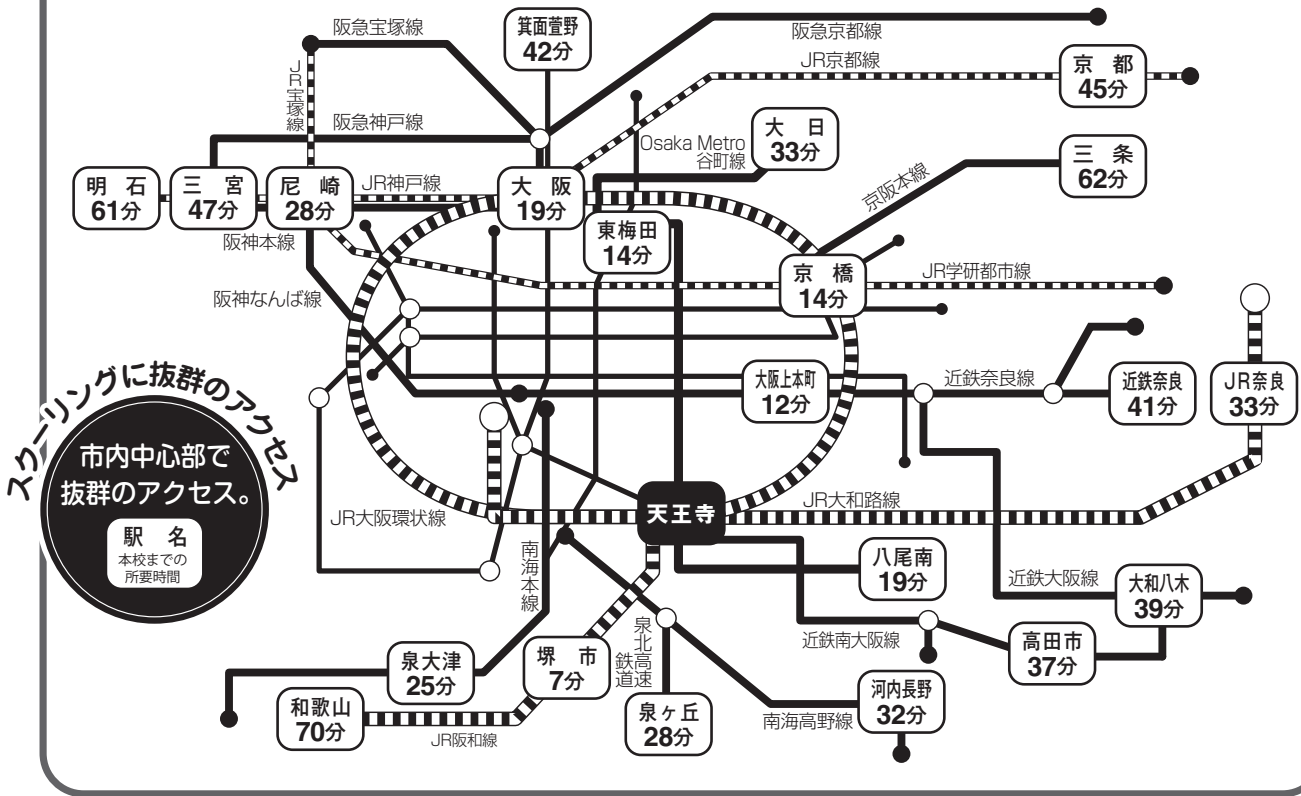 阪急宝塚線
箕面萱野
42分
阪急京都線
JR京都線
京 都
45分
JR宝塚線
阪急神戸線
Osaka Metro
谷町線
大 日
33分
三 条
62分
明 石
61分
三 宮
47分
尼 崎
28分
JR神戸線
大 阪
19分
京阪本線
阪神本線
東梅田
14分
京 橋
14分
JR学研都市線
阪神なんば線
大阪上本町
12分
近鉄奈良線
近鉄奈良
41分
JR奈良
33分
スクーリングに抜群のアクセス
市内中心部で
抜群のアクセス。
駅 名
本校までの
所要時間
JR大阪環状線
天王寺
JR大和路線
南海本線
八尾南
19分
近鉄大阪線
大和八木
39分
近鉄南大阪線
高田市
37分
泉北高速
鉄道
泉大津
25分
堺 市
7分
和歌山
70分
JR阪和線
泉ヶ丘
28分
南海高野線
河内長野
32分